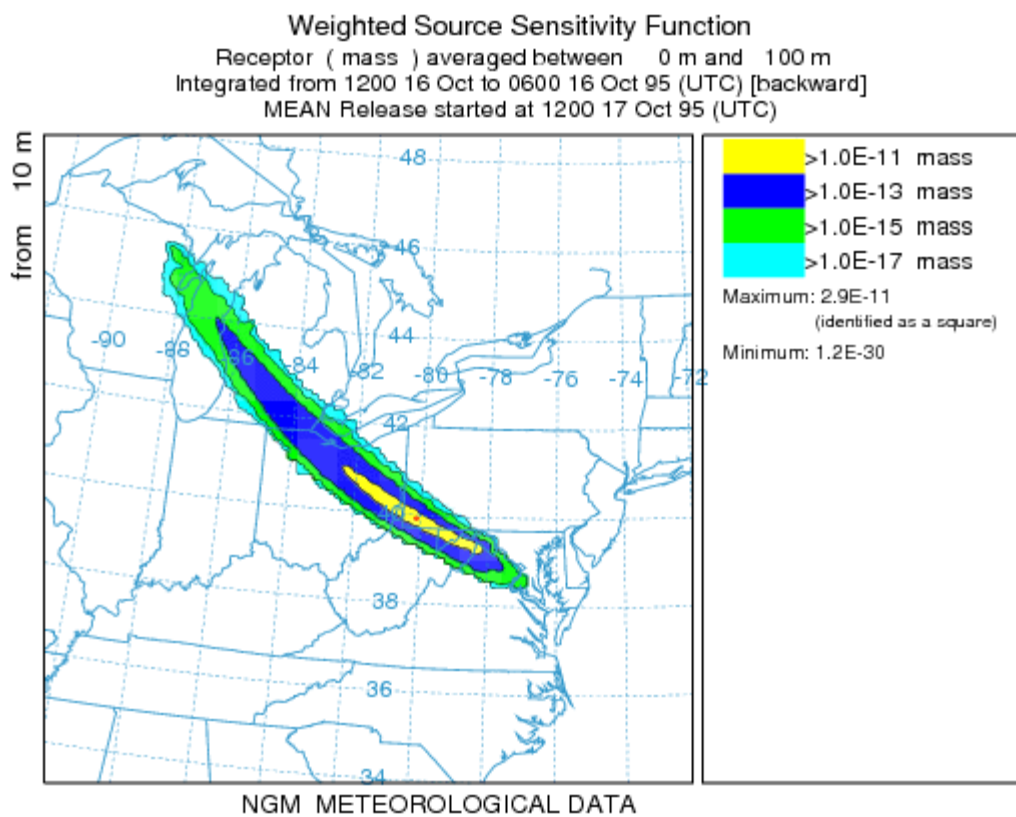 Weighted Source Sensitivity Function
Receptor ( mass ) averaged between 0 m and 100 m
Integrated from 1200 16 Oct to 0600 16 Oct 95 (UTC) [backward]
MEAN Release started at 1200 17 Oct 95 (UTC)
from 10 m
>1.0E-11 mass
>1.0E-13 mass
>1.0E-15 mass
>1.0E-17 mass
Maximum: 2.9E-11
(identified as a square)
Minimum: 1.2E-30
48
46
44
-90 -88 -86 -84 -82 -80 -78 -76 -74 -72
42
40
38
36
34
NGM METEOROLOGICAL DATA